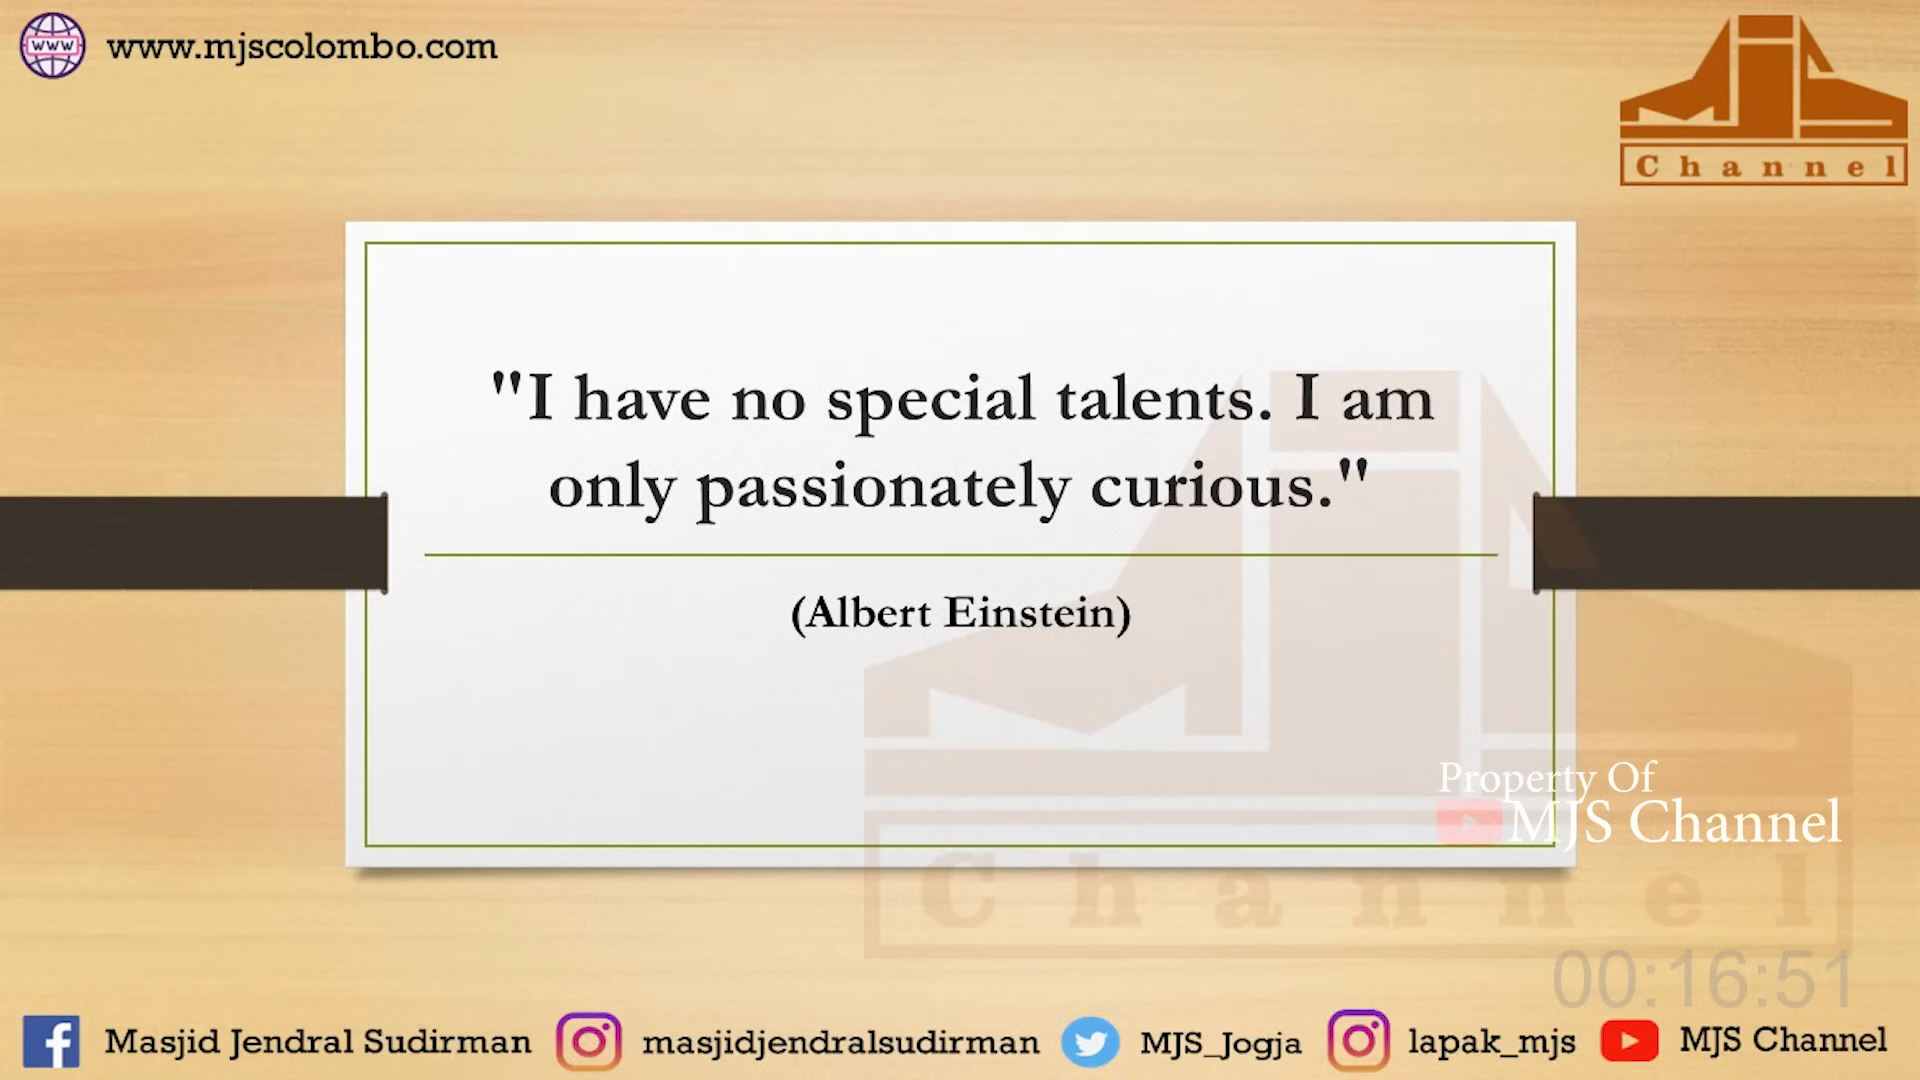 www.mjscolombo.com
Channel
"I have no special talents. I am
only passionately curious."
(Albert Einstein)
Property Of
MJS Channel
Channel
00:16:51
Masjid Jendral Sudirman masjidjendralsudirman MJS_Jogja lapak_mjs MJS Channel